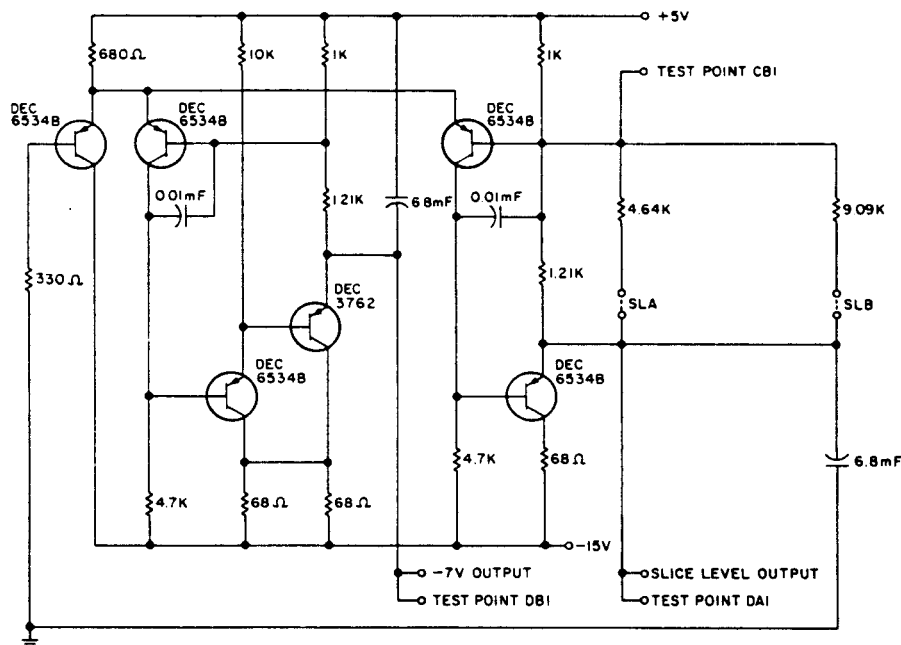 +5V
680Ω
10K
1K
1K
TEST POINT CB1
DEC
6534B
DEC
6534B
DEC
6534B
0.01mF
1.21K
6.8mF
0.01mF
4.64K
9.09K
330Ω
1.21K
SLA
SLB
DEC
3762
DEC
6534B
DEC
6534B
4.7K
68Ω
68Ω
4.7K
68Ω
6.8mF
-15V
-7V OUTPUT
SLICE LEVEL OUTPUT
TEST POINT DB1
TEST POINT DA1